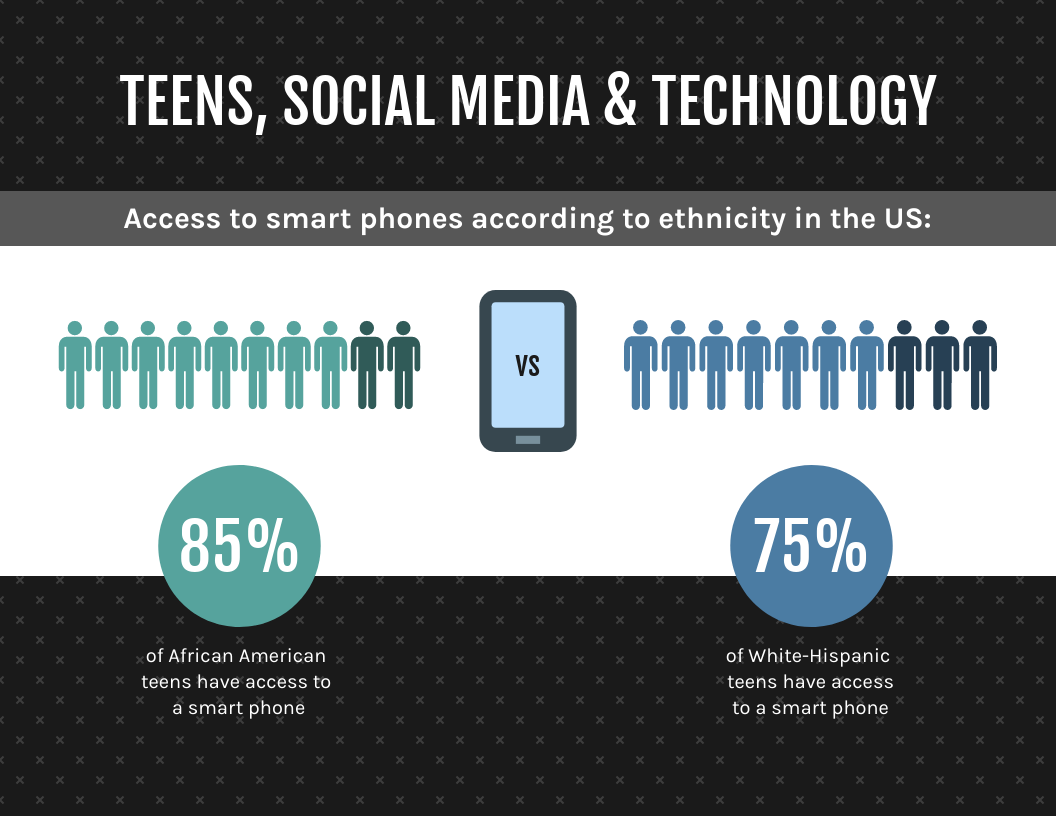 TEENS, SOCIAL MEDIA & TECHNOLOGY
Access to smart phones according to ethnicity in the US:
VS
85%
of African American
teens have access to
a smart phone
75%
of White-Hispanic
teens have access
to a smart phone